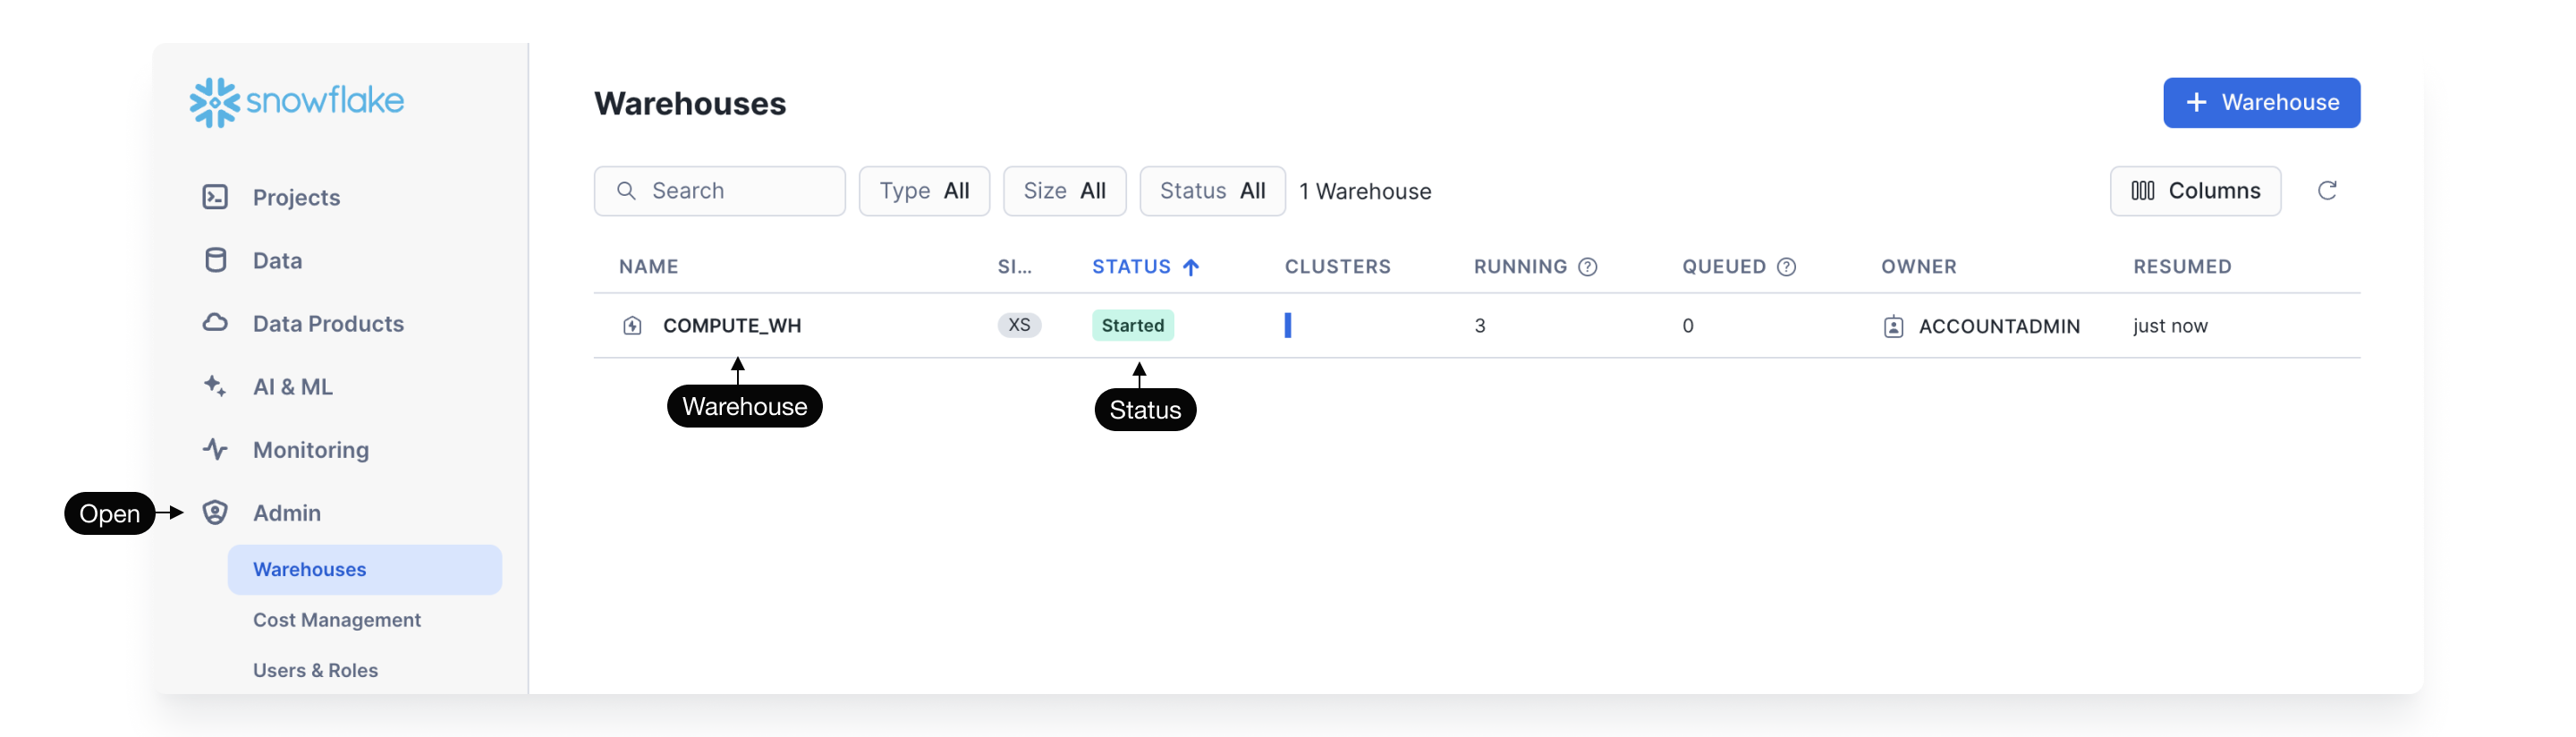 snowflake
Projects
Data
Data Products
AI & ML
Monitoring
Open
Admin
Warehouses
Cost Management
Users & Roles
Warehouses
+ Warehouse
Search
Type All
Size All
Status All
1 Warehouse
Columns
NAME SI... STATUS CLUSTERS RUNNING QUEUED OWNER RESUMED
COMPUTE_WH XS Started 3 0 ACCOUNTADMIN just now
Warehouse
Status